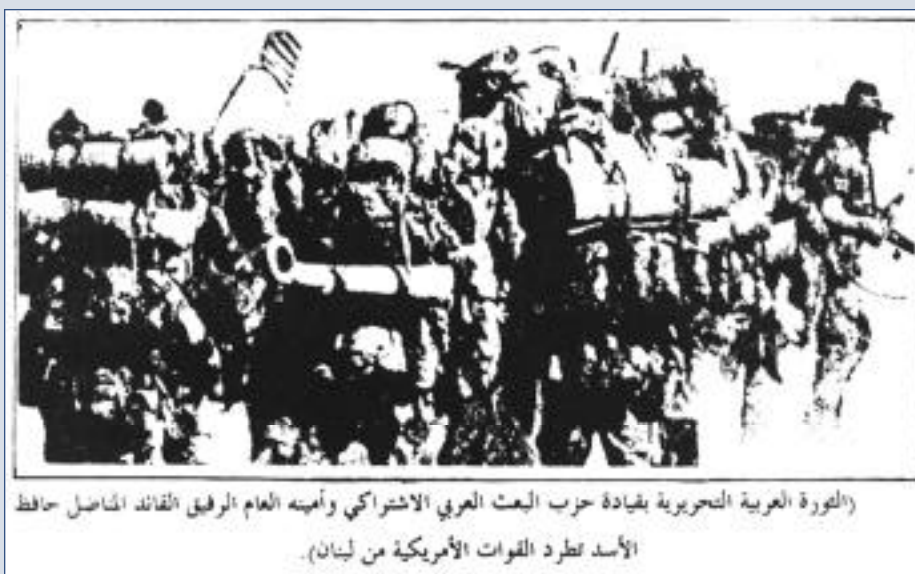 (الثورة العربية التحريرية بقيادة حزب البعث العربي الاشتراكي وأمينه العام الرفيق القائد المناضل حافظ
الأسد تطرد القوات الأمريكية من لبنان).